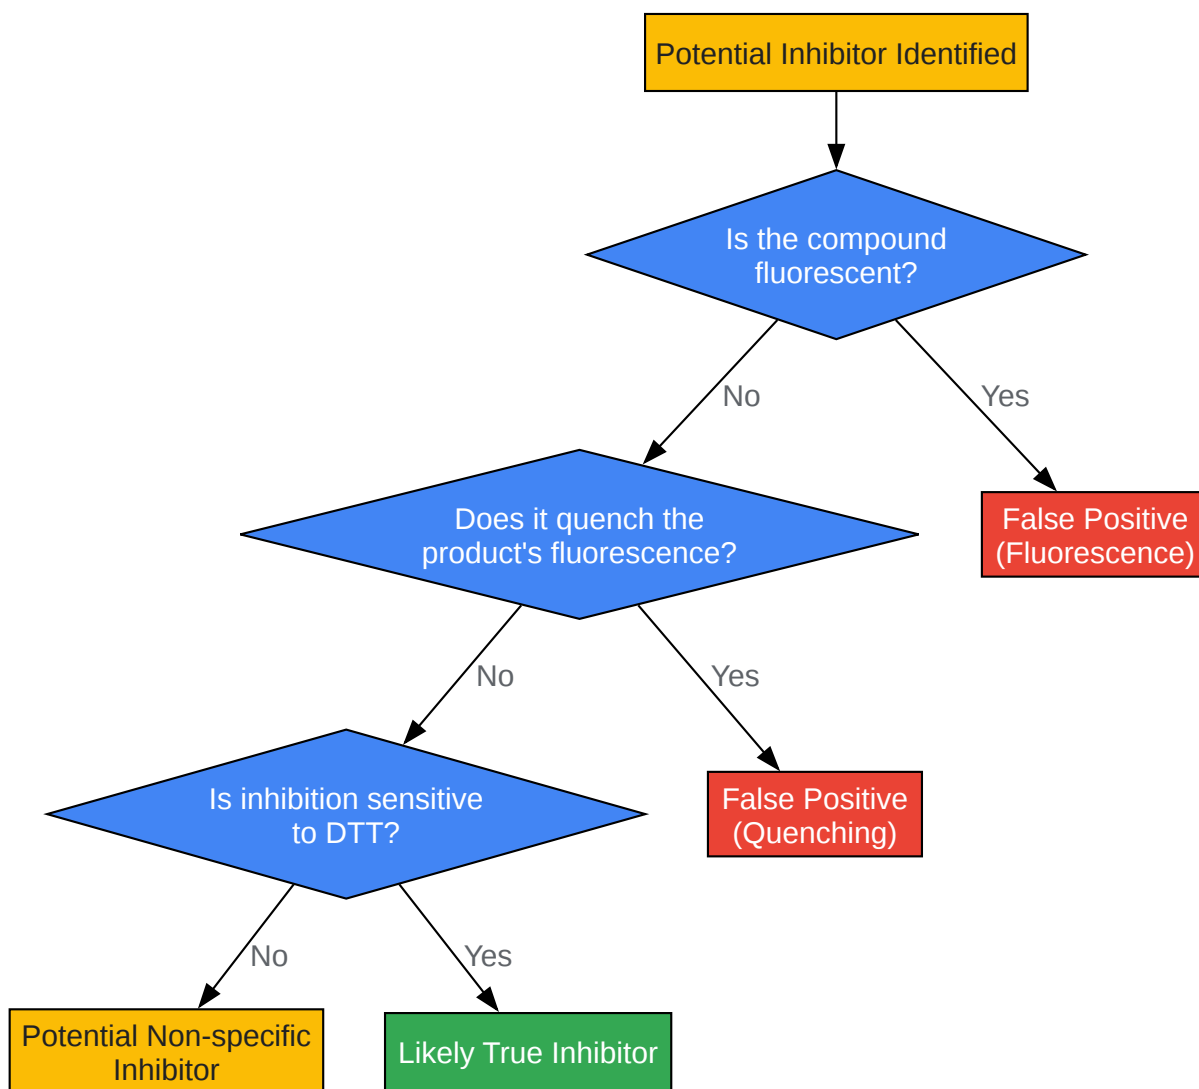 Potential Inhibitor Identified
Is the compound
fluorescent?
No
Yes
Does it quench the
product's fluorescence?
False Positive
(Fluorescence)
No
Yes
Is inhibition sensitive
to DTT?
False Positive
(Quenching)
No
Yes
Potential Non-specific
Inhibitor
Likely True Inhibitor